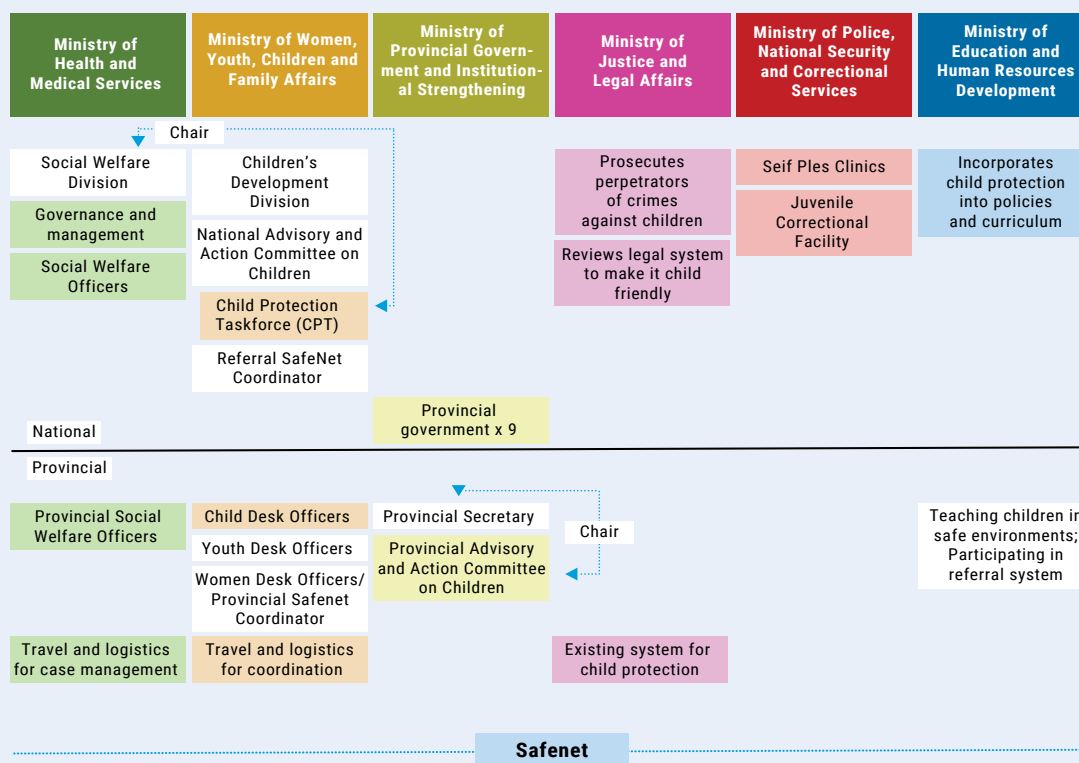 Ministry of
Health and
Medical Services
Ministry of Women,
Youth, Children and
Family Affairs
Ministry of
Provincial Govern-
ment and Institution-
al Strengthening
Ministry of
Justice and
Legal Affairs
Ministry of Police,
National Security
and Correctional
Services
Ministry of
Education and
Human Resources
Development
Chair
Social Welfare
Division
Governance and
management
Social Welfare
Officers
Children's
Development
Division
National Advisory and
Action Committee on
Children
Child Protection
Taskforce (CPT)
Referral SafeNet
Coordinator
Provincial
government x 9
Prosecutes
perpetrators
of crimes
against children
Reviews legal system
to make it child
friendly
Seif Ples Clinics
Juvenile
Correctional
Facility
Incorporates
child protection
into policies
and curriculum
National
Provincial
Provincial Social
Welfare Officers
Travel and logistics
for case management
Child Desk Officers
Youth Desk Officers
Women Desk Officers/
Provincial Safenet
Coordinator
Travel and logistics
for coordination
Provincial Secretary
Provincial Advisory
and Action Committee
on Children
Chair
Existing system for
child protection
Teaching children in
safe environments;
Participating in
referral system
Safenet